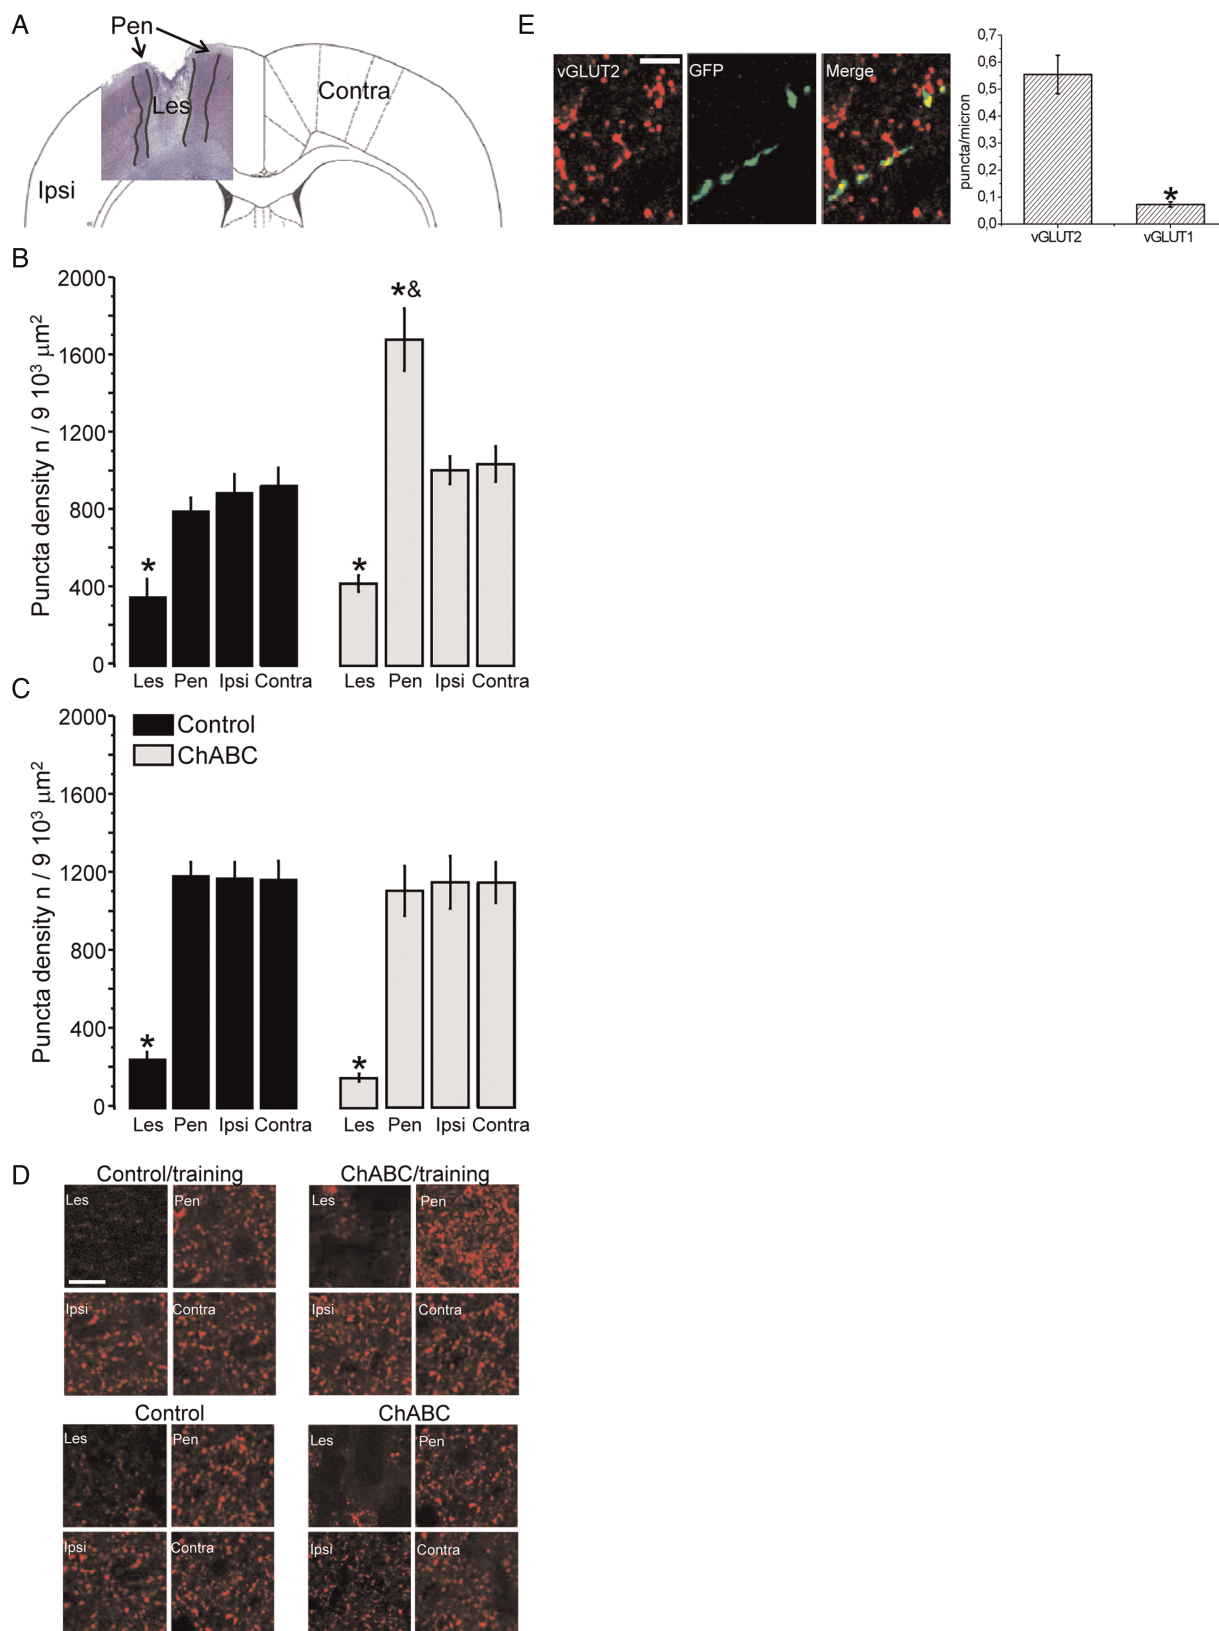 A
Pen
Les
Contra
Ipsi
E
vGLUT2
GFP
Merge
puncta/micron
0,7
0,6
0,5
0,4
0,3
0,2
0,1
0,0
*
vGLUT2
vGLUT1
B
Puncta density n / 9 10³ µm²
2000
1600
1200
800
400
0
*
*
*&
Les Pen Ipsi Contra
Les Pen Ipsi Contra
C
Puncta density n / 9 10³ µm²
2000
1600
1200
800
400
0
Control
ChABC
*
*
Les Pen Ipsi Contra
Les Pen Ipsi Contra
D
Control/training
Les
Pen
Ipsi
Contra
ChABC/training
Les
Pen
Ipsi
Contra
Control
Les
Pen
Ipsi
Contra
ChABC
Les
Pen
Ipsi
Contra